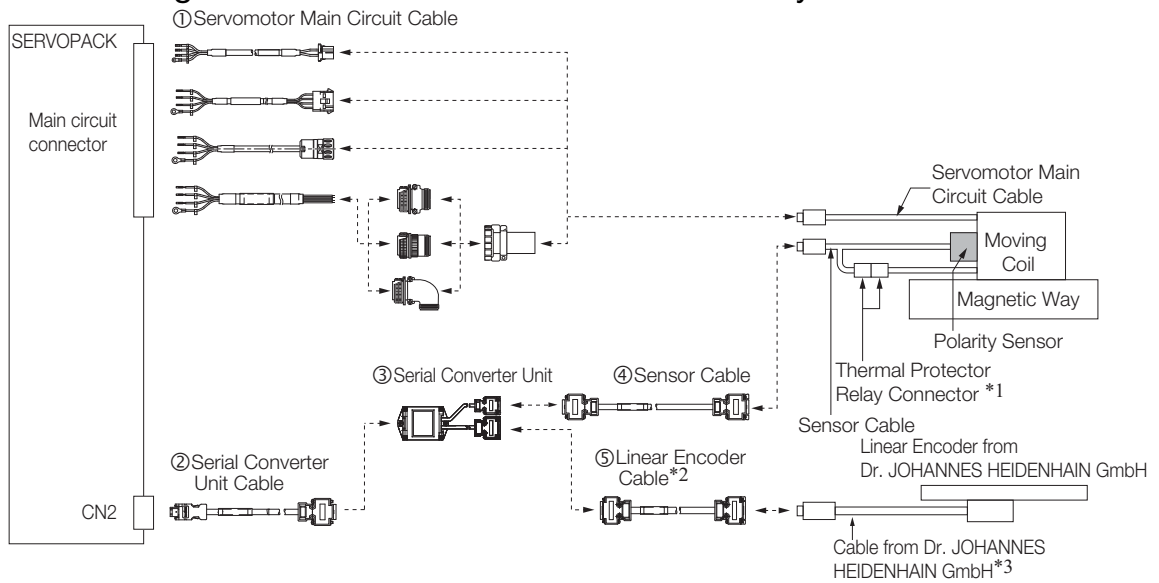 ①Servomotor Main Circuit Cable
SERVOPACK
Main circuit
connector
Servomotor Main
Circuit Cable
Moving
Coil
Magnetic Way
Polarity Sensor
Thermal Protector
Relay Connector *1
Sensor Cable
③Serial Converter Unit
④Sensor Cable
②Serial Converter
Unit Cable
⑤Linear Encoder
Cable*2
Linear Encoder from
Dr. JOHANNES HEIDENHAIN GmbH
CN2
Cable from Dr. JOHANNES
HEIDENHAIN GmbH*3